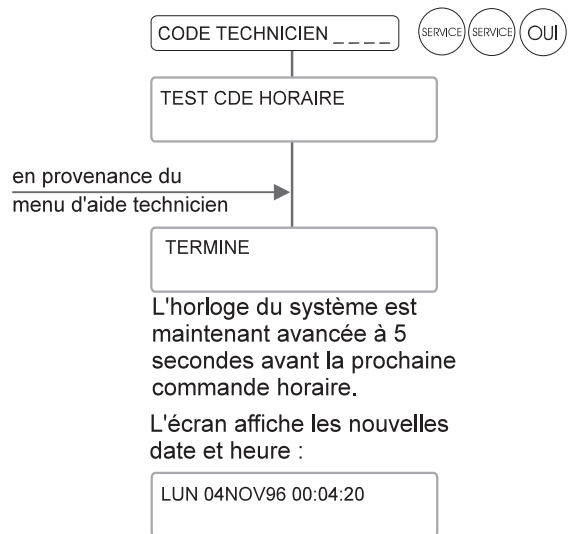 CODE TECHNICIEN _ _ _ _ SERVICE SERVICE OUI
TEST CDE HORAIRE
en provenance du
menu d'aide technicien
TERMINE
L'horloge du système est
maintenant avancée à 5
secondes avant la prochaine
commande horaire.
L'écran affiche les nouvelles
date et heure :
LUN 04NOV96 00:04:20